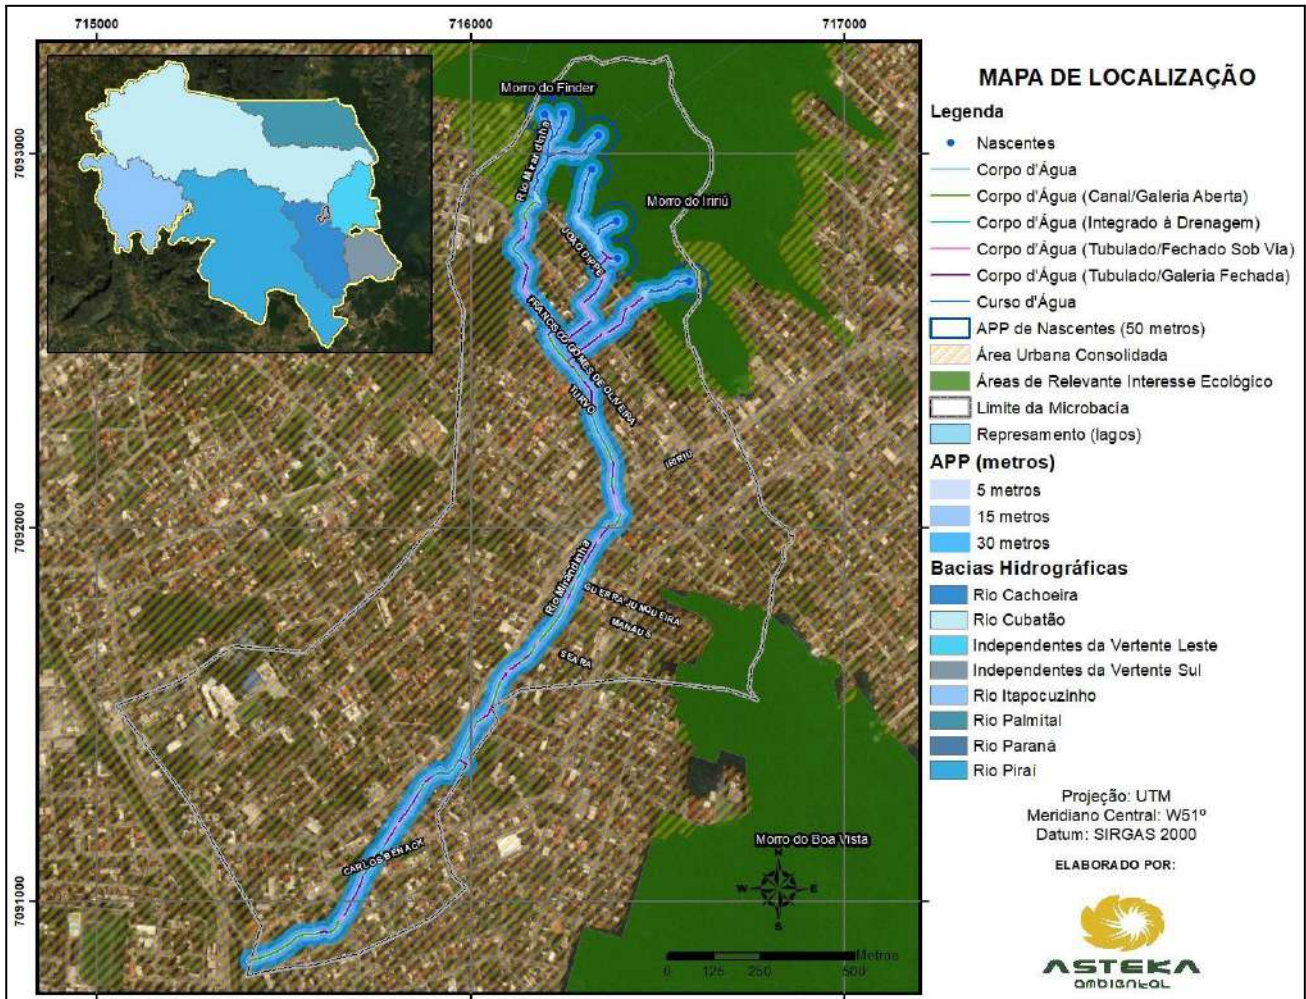 715000
716000
717000
7093000
7092000
7091000
Morro do Finder
Rio Mirandinha
Morro do Iririú
JOÃO DIPPE
FRANCISCO GOMES DE OLIVEIRA
TURVO
IRIRIÚ
Rio Mirandinha
GUERRA JUNQUEIRA
MANAUS
SEARA
CARLOS BENACK
Morro do Boa Vista
N
W
E
S
Metros
0
125
250
500
MAPA DE LOCALIZAÇÃO
Legenda
Nascentes
Corpo d'Água
Corpo d'Água (Canal/Galeria Aberta)
Corpo d'Água (Integrado à Drenagem)
Corpo d'Água (Tubulado/Fechado Sob Via)
Corpo d'Água (Tubulado/Galeria Fechada)
Curso d'Água
APP de Nascentes (50 metros)
Área Urbana Consolidada
Áreas de Relevante Interesse Ecológico
Limite da Microbacia
Represamento (lagos)
APP (metros)
5 metros
15 metros
30 metros
Bacias Hidrográficas
Rio Cachoeira
Rio Cubatão
Independentes da Vertente Leste
Independentes da Vertente Sul
Rio Itapocuzinho
Rio Palmital
Rio Paraná
Rio Piraí
Projeção: UTM
Meridiano Central: W51º
Datum: SIRGAS 2000
ELABORADO POR:
ASTEKA
ambiental